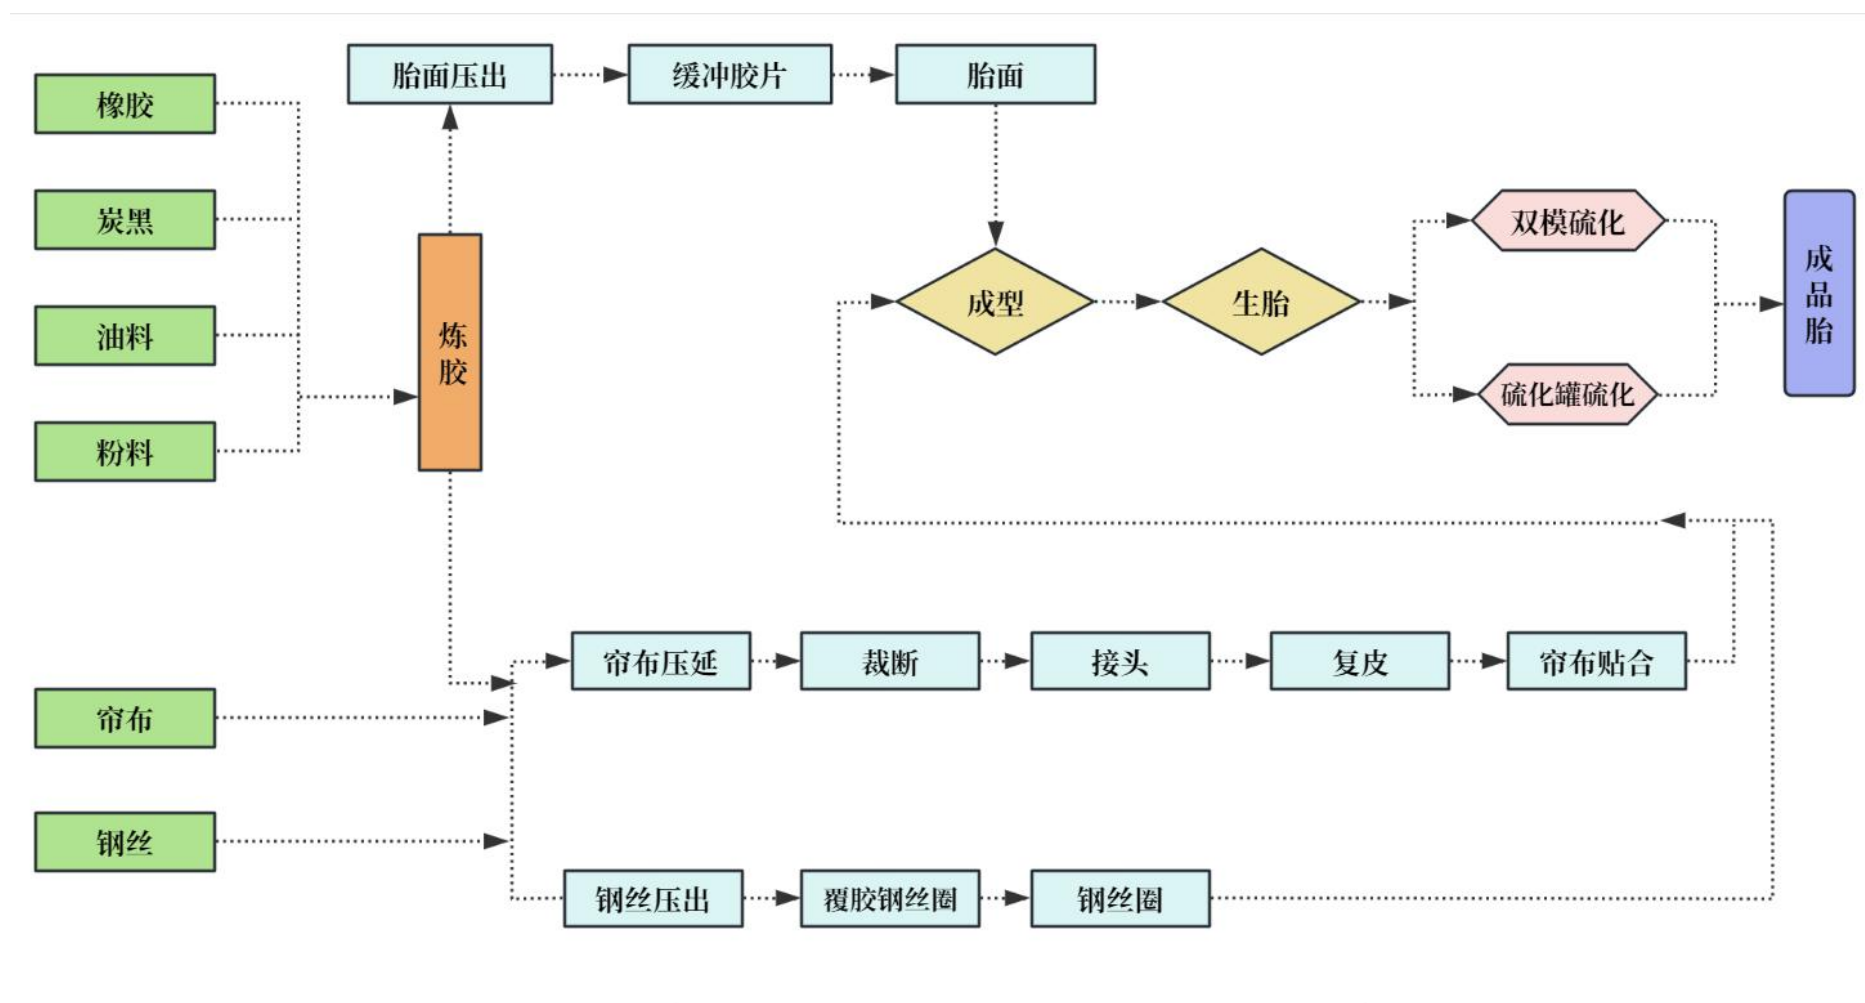 胎面压出
缓冲胶片
胎面
橡胶
炭黑
双模硫化
成品胎
油料
炼胶
成型
生胎
硫化罐硫化
粉料
帘布压延
裁断
接头
复皮
帘布贴合
帘布
钢丝
钢丝压出
覆胶钢丝圈
钢丝圈